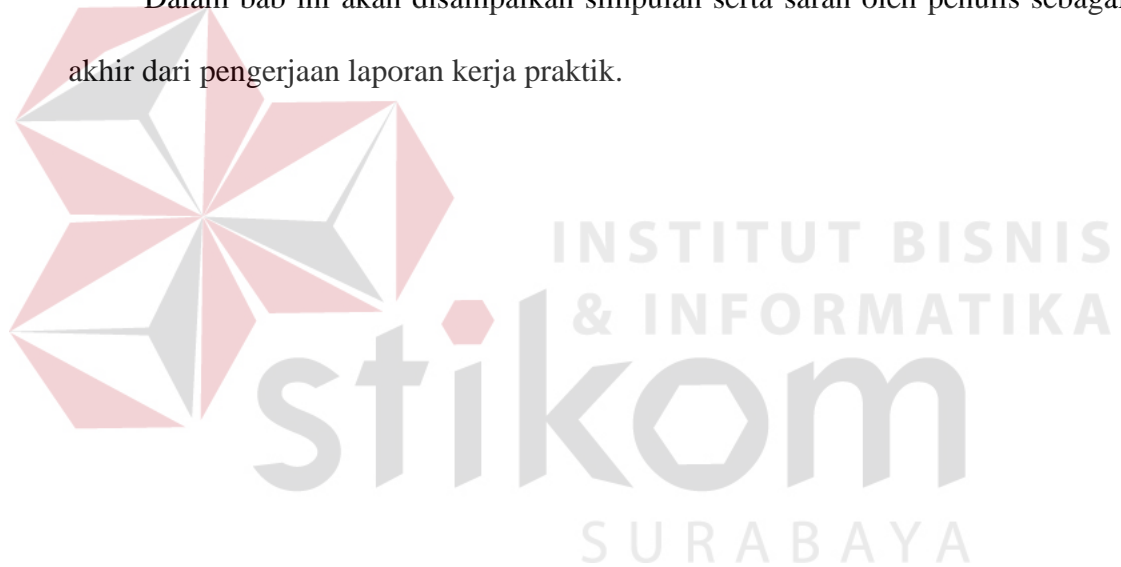 Dalam bab ini akan disampaikan simpulan serta saran oleh penulis sebagai
akhir dari pengerjaan laporan kerja praktik.
INSTITUT BISNIS
& INFORMATIKA
stikom
SURABAYA